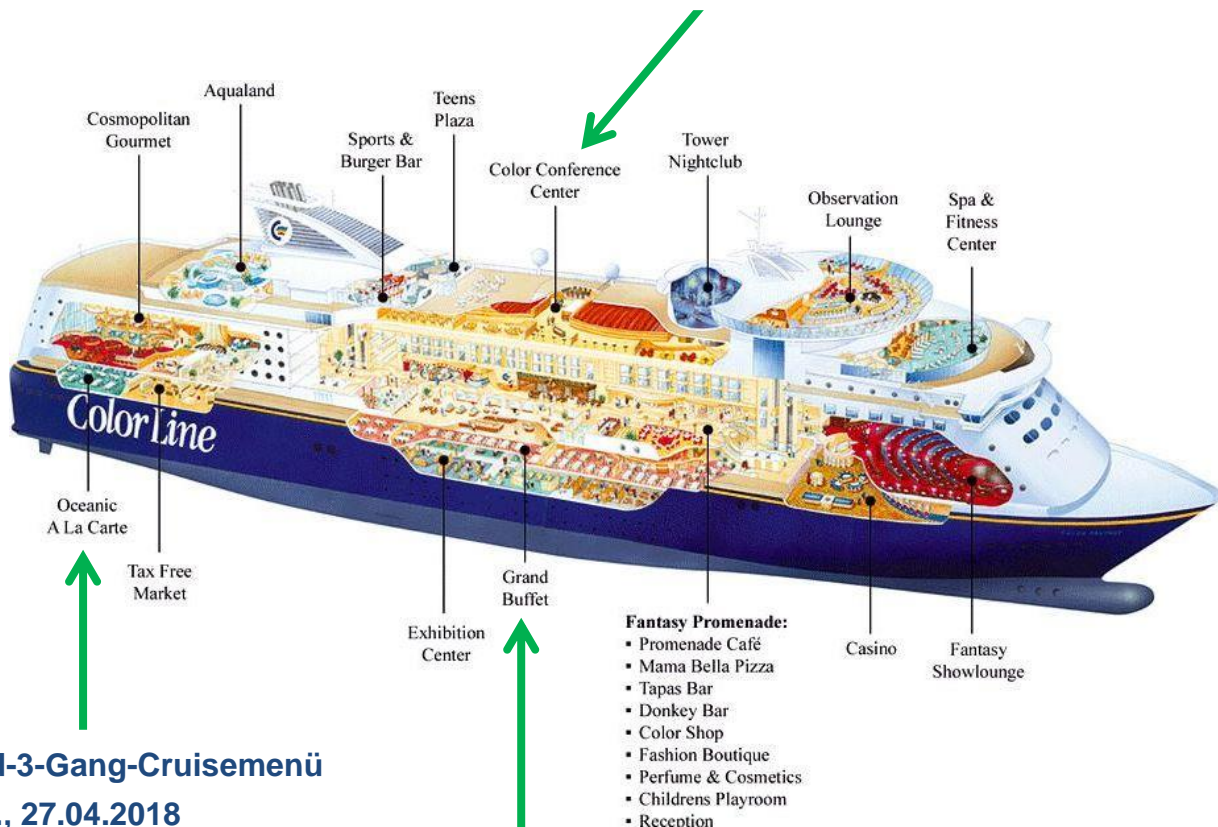 Aqualand
Teens
Plaza
Cosmopolitan
Gourmet
Sports &
Burger Bar
Tower
Nightclub
Color Conference
Center
Observation
Lounge
Spa &
Fitness
Center
ColorLine
Oceanic
A La Carte
Tax Free
Market
Grand
Buffet
Exhibition
Center
Casino
Fantasy
Showlounge
Fantasy Promenade:
▪ Promenade Café
▪ Mama Bella Pizza
▪ Tapas Bar
▪ Donkey Bar
▪ Color Shop
▪ Fashion Boutique
▪ Perfume & Cosmetics
▪ Childrens Playroom
▪ Reception
-3-Gang-Cruisemenü
., 27.04.2018